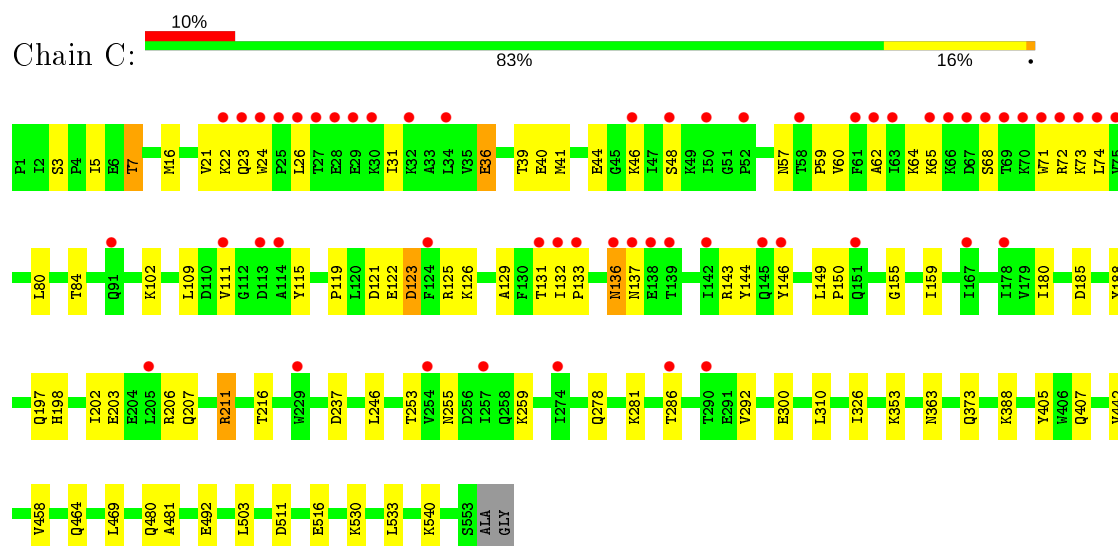 10%
Chain C:
83%
16%
P1 I2 S3 P4 I5 E6 T7 M16 V21 K22 Q23 W24 P25 L26 T27 E28 E29 K30 I31 K32 A33 L34 V35 E36 T39 E40 M41 E44 G45 K46 I47 S48 K49 I50 G51 P52 N57 T58 P59 V60 F61 A62 I63 K64 K65 K66 D67 S68 T69 K70 W71 R72 K73 L74 V75
L80 T84 Q91 K102 L109 D110 V111 G112 D113 A114 Y115 P119 L120 D121 E122 D123 F124 R125 K126 A129 F130 T131 I132 P133 N136 N137 E138 T139 I142 R143 Y144 Q145 Y146 L149 P150 Q151 G155 I159 I167 I178 V179 I180 D185 Y188
Q197 H198 I202 E203 E204 L205 R206 Q207 R211 T216 W229 D237 L246 T253 V254 N255 D256 I257 Q258 K259 I274 Q278 K281 T286 T290 E291 V292 E300 L310 I326 K353 N363 Q373 K388 Y405 W406 Q407
V458 Q464 L469 Q480 A481 E492 L503 D511 E516 K530 L533 K540 S553 ALA GLY